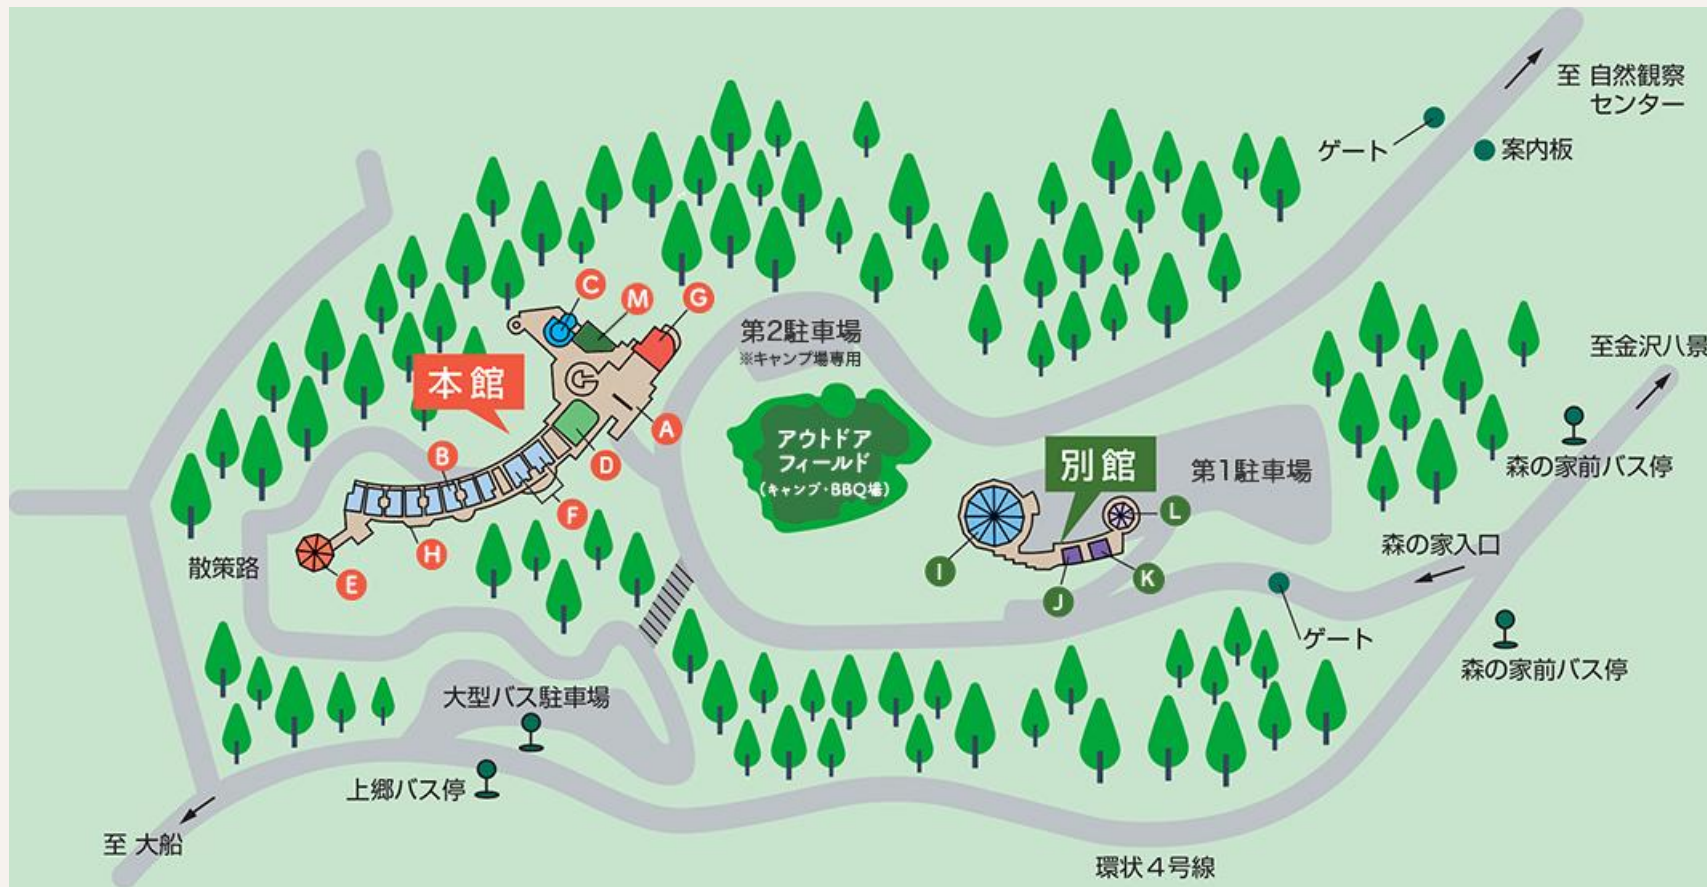 至 自然観察
センター
ゲート
案内板
C
M
G
第2駐車場
※キャンプ場専用
至金沢八景
本館
A
アウトドア
フィールド
(キャンプ・BBQ場)
別館
第1駐車場
森の家前バス停
B
D
F
L
H
散策路
E
I
J
K
森の家入口
ゲート
森の家前バス停
大型バス駐車場
上郷バス停
至 大船
環状4号線